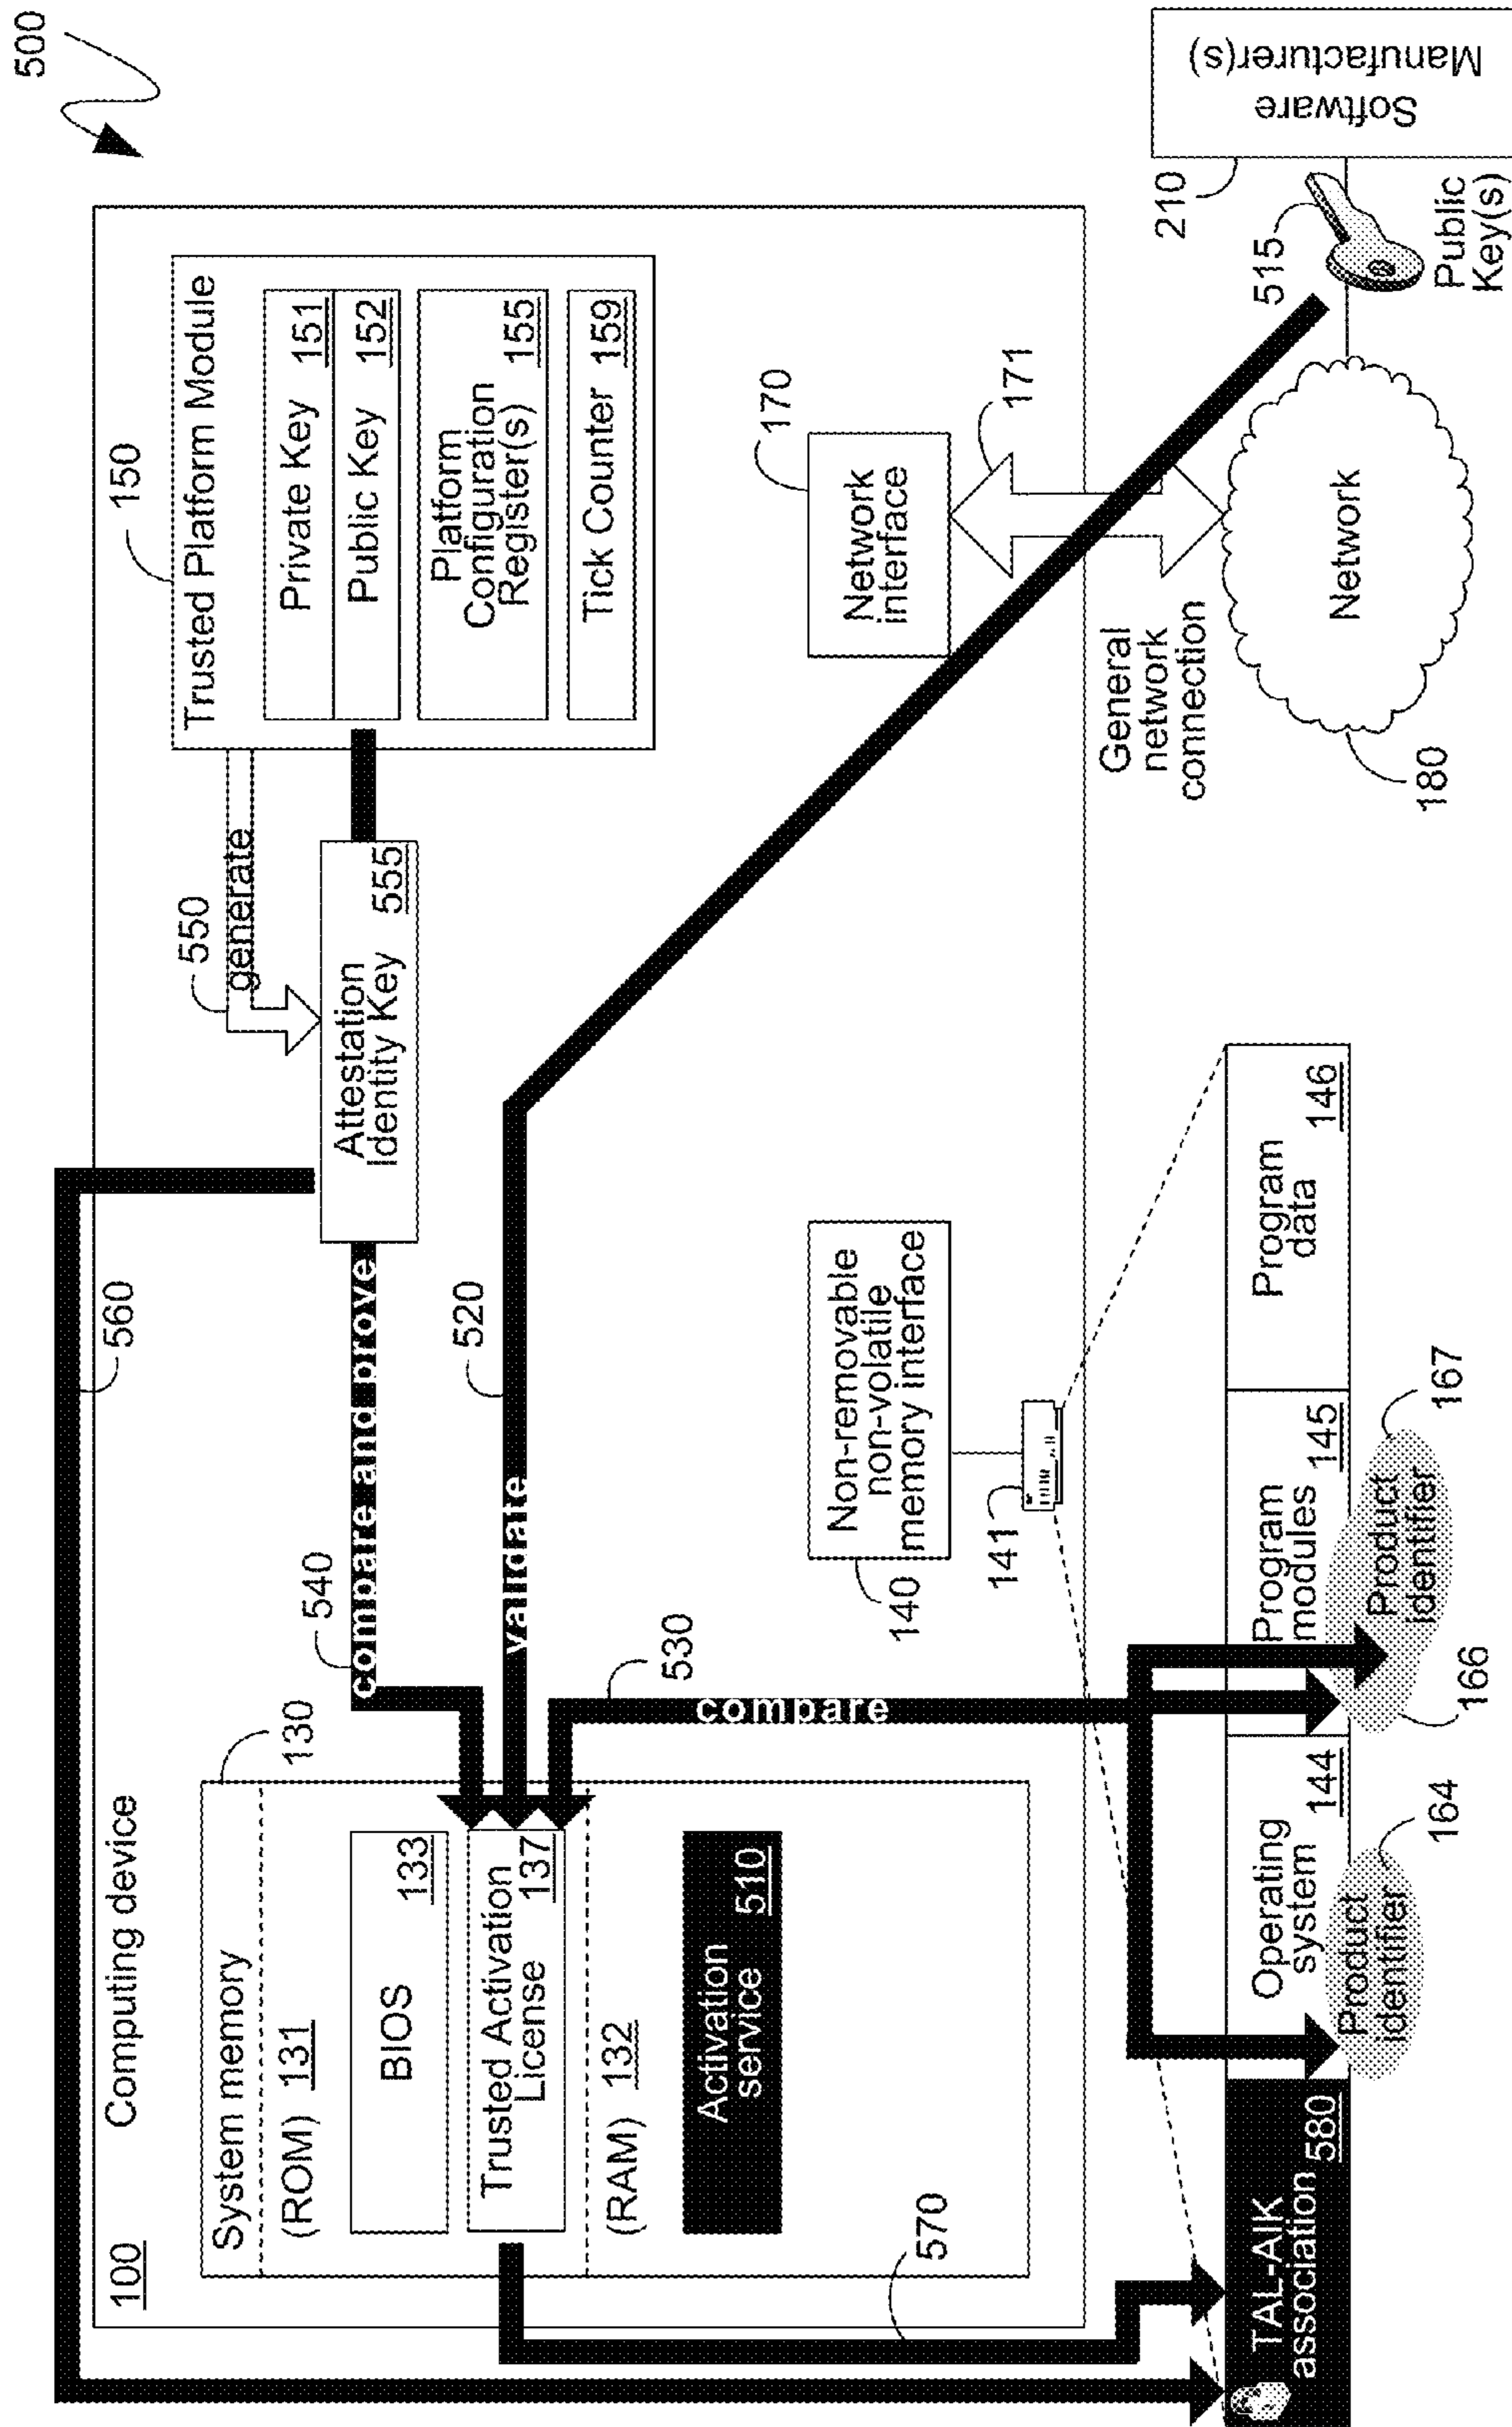 500
100
Computing device
System memory
130
(ROM) 131
BIOS
133
Trusted Activation
License
137
(RAM) 132
Activation
service
510
150
Trusted Platform Module
Private Key 151
Public Key 152
Platform
Configuration
Register(s)
155
Tick Counter 159
550
generate
Attestation
Identity Key
555
560
540
compare and prove
520
validate
530
compare
570
Non-removable
non-volatile
memory interface
140
141
Network
interface
170
171
General
network
connection
Network
180
515
Public
Key(s)
210
Software
Manufacturer(s)
TAL-AIK
association
580
Operating
system
144
Product
identifier
164
Program
modules
145
Product
identifier
166
167
Program
data
146